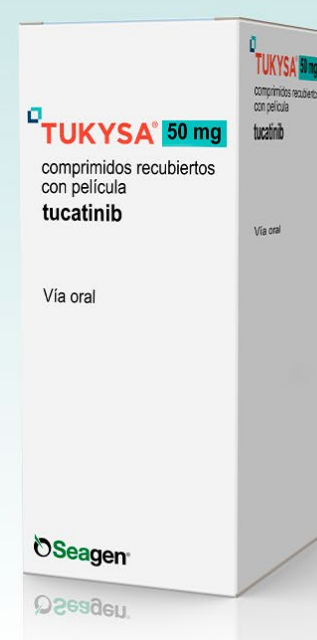 TUKYSA® 50 mg
comprimidos recubiertos
con película
tucatinib
Vía oral
Seagen®
TUKYSA 50 mg
comprimidos recubiertos
con película
tucatinib
Vía oral